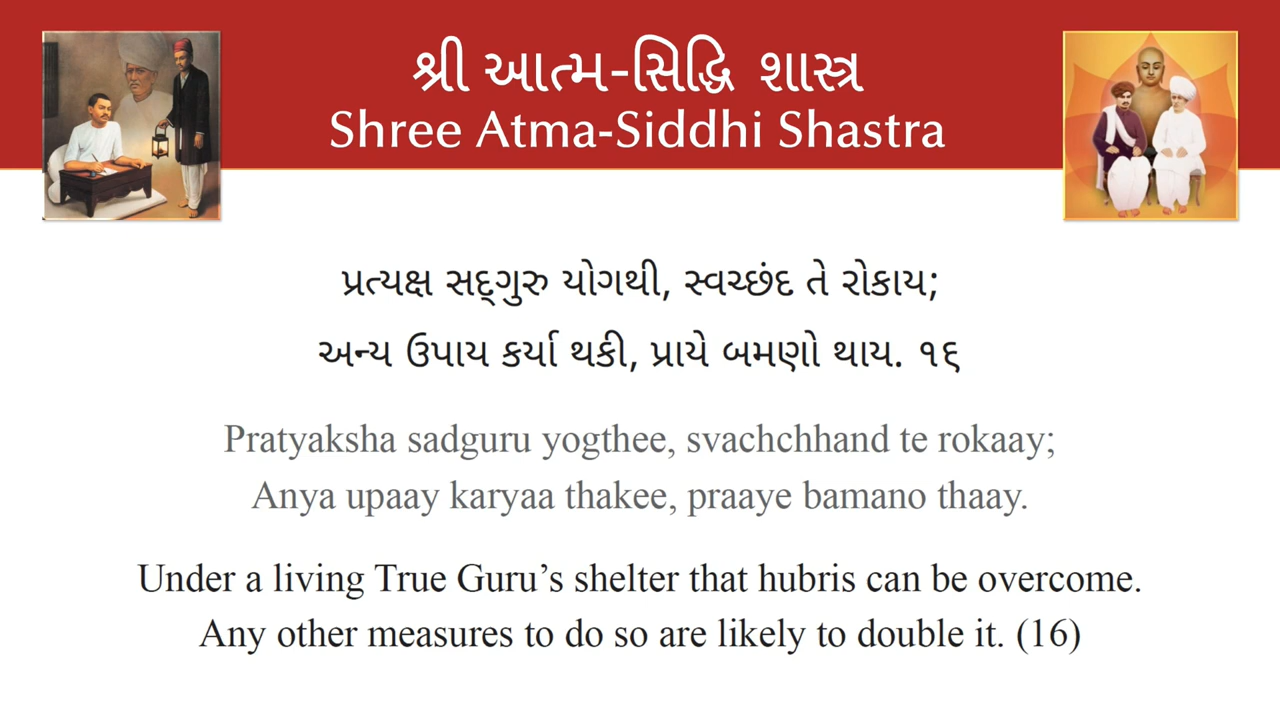 શ્રી આત્મ-સિદ્ધિ શાસ્ત્ર
Shree Atma-Siddhi Shastra
પ્રત્યક્ષ સદ્‌ગુરુ યોગથી, સ્વચ્છંદ તે રોકાય;
અન્ય ઉપાય કર્યા થકી, પ્રાયે બમણો થાય. ૧૬
Pratyaksha sadguru yogthee, svachchhand te rokaay;
Anya upaay karyaa thakee, praaye bamano thaay.
Under a living True Guru’s shelter that hubris can be overcome.
Any other measures to do so are likely to double it. (16)